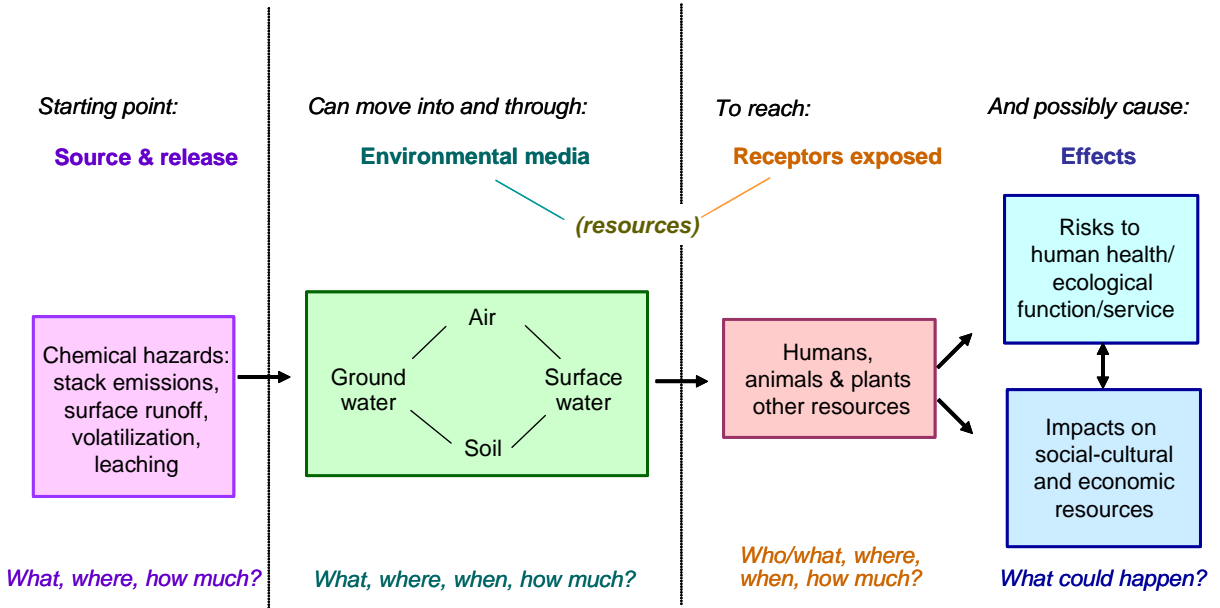 Starting point:
Can move into and through:
To reach:
And possibly cause:
Source & release
Environmental media
Receptors exposed
Effects
(resources)
Chemical hazards:
stack emissions,
surface runoff,
volatilization,
leaching
Air
Ground
water
Surface
water
Soil
Humans,
animals & plants
other resources
Risks to
human health/
ecological
function/service
Impacts on
social-cultural
and economic
resources
What, where, how much?
What, where, when, how much?
Who/what, where,
when, how much?
What could happen?